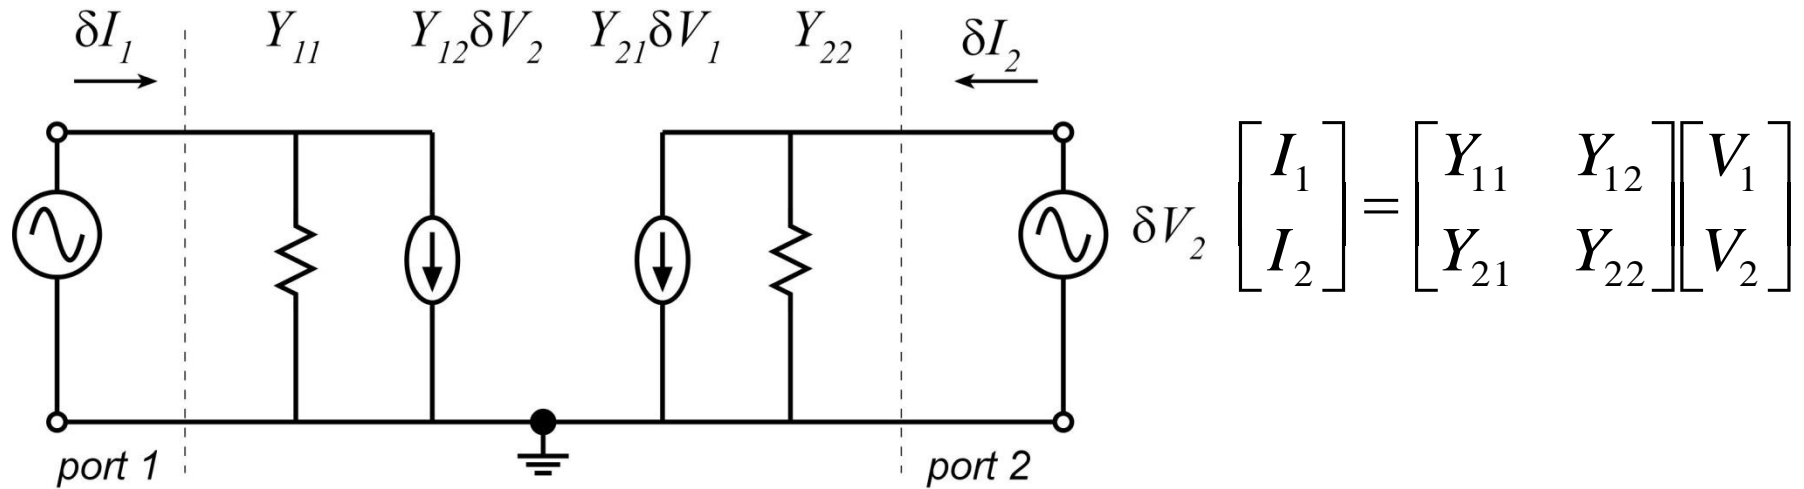 δI₁ Y₁₁ Y₁₂δV₂ Y₂₁δV₁ Y₂₂ δI₂
δV₂
[I₁ I₂] = [Y₁₁ Y₁₂ Y₂₁ Y₂₂] [V₁ V₂]
port 1 port 2